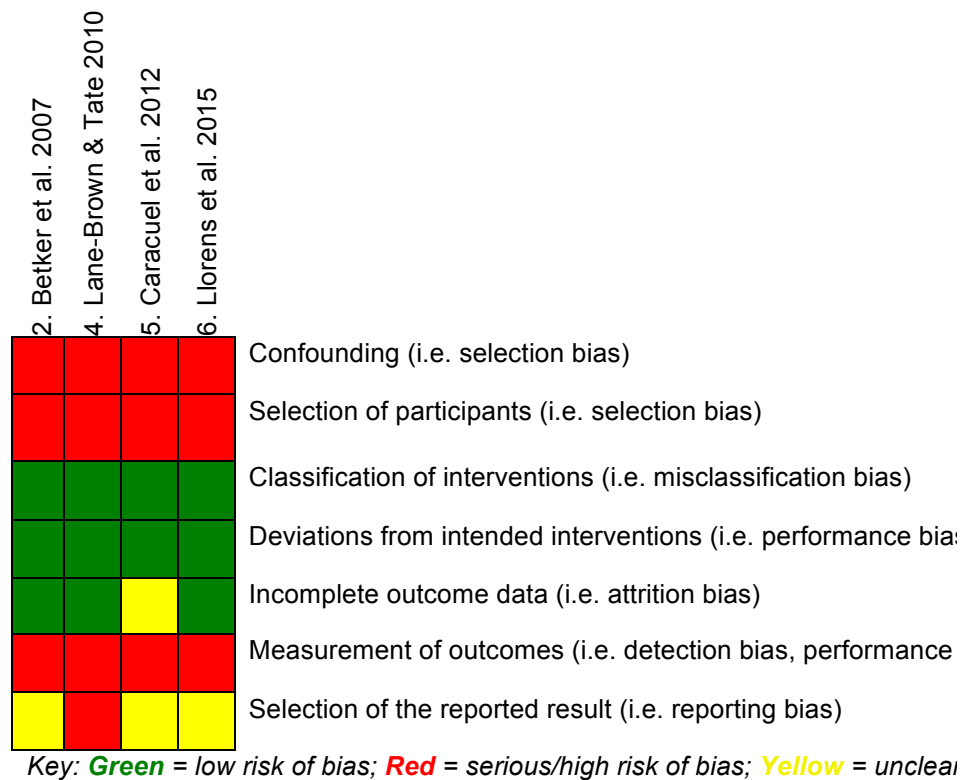 2. Betker et al. 2007
4. Lane-Brown & Tate 2010
5. Caracuel et al. 2012
6. Llorens et al. 2015
Confounding (i.e. selection bias)
Selection of participants (i.e. selection bias)
Classification of interventions (i.e. misclassification bias)
Deviations from intended interventions (i.e. performance bias
Incomplete outcome data (i.e. attrition bias)
Measurement of outcomes (i.e. detection bias, performance
Selection of the reported result (i.e. reporting bias)
Key: Green = low risk of bias; Red = serious/high risk of bias; Yellow = unclear